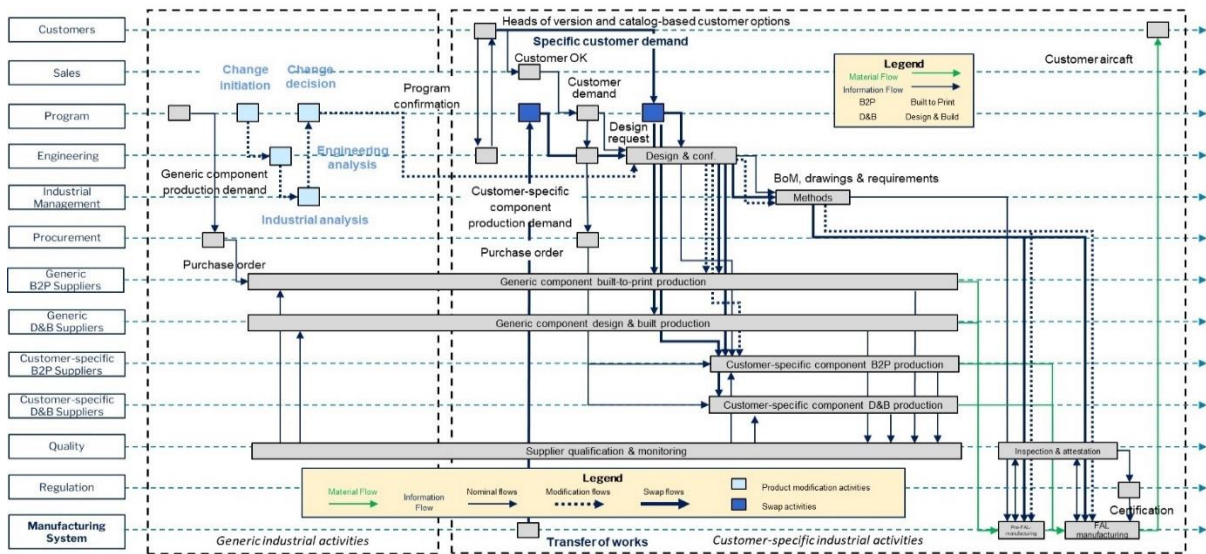 Customers
Heads of version and catalog-based customer options
Specific customer demand
Customer aircaft
Sales
Customer OK
Change
initiation
Change
decision
Program
confirmation
Customer
demand
Legend
Material Flow
Information Flow
B2P
Built to Print
D&B
Design & Build
Program
Design
request
Engineering
Engineering
analysis
Design & conf.
Generic component
production demand
BoM, drawings & requirements
Industrial
Management
Industrial analysis
Customer-specific
component
production demand
Methods
Procurement
Purchase order
Purchase order
Generic
B2P Suppliers
Generic component built-to-print production
Generic
D&B Suppliers
Generic component design & built production
Customer-specific
B2P Suppliers
Customer-specific component B2P production
Customer-specific
D&B Suppliers
Customer-specific component D&B production
Quality
Supplier qualification & monitoring
Inspection & attestation
Regulation
Legend
Material Flow
Information
Flow
Nominal flows
Modification flows
Swap flows
Product modification activities
Swap activities
Certification
Manufacturing
System
Transfer of works
Pre-FAL
manufacturing
FAL
manufacturing
Generic industrial activities
Customer-specific industrial activities